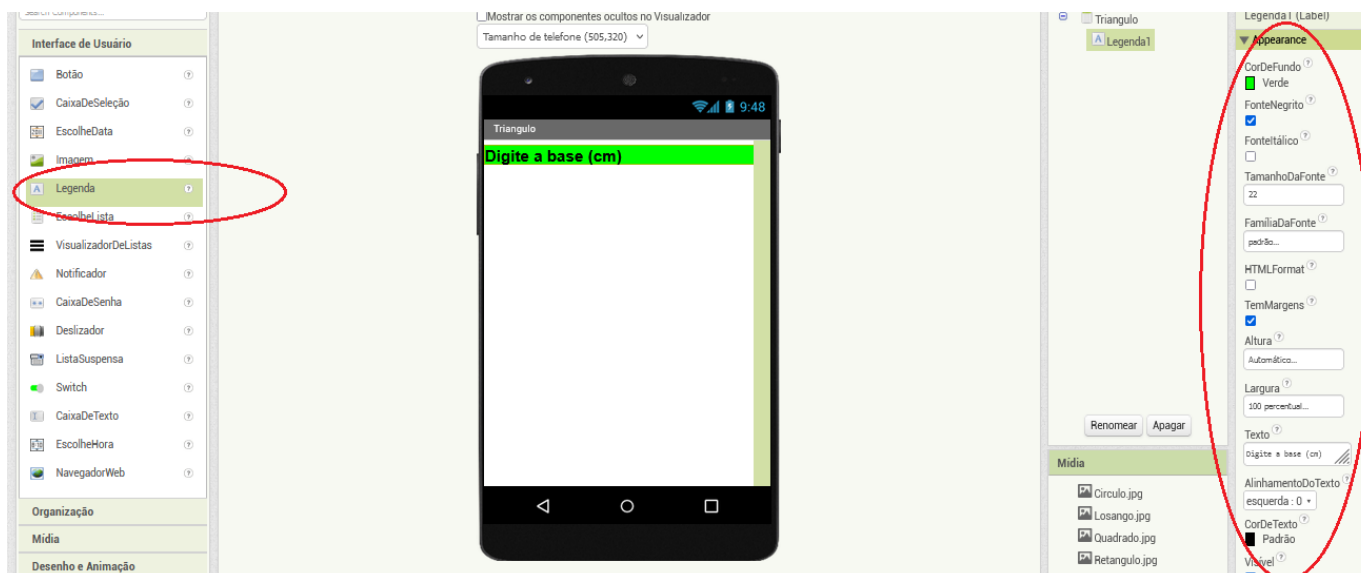 Search Components...
Interface de Usuário
Botão
CaixaDeSeleção
EscolheData
Imagem
Legenda
EscolheLista
VisualizadorDeListas
Notificador
CaixaDeSenha
Deslizador
ListaSuspensa
Switch
CaixaDeTexto
EscolheHora
NavegadorWeb
Organização
Mídia
Desenho e Animação
Mostrar os componentes ocultos no Visualizador
Tamanho de telefone (505,320)
9:48
Triangulo
Digite a base (cm)
Triangulo
Legenda1
Renomear Apagar
Mídia
Circulo.jpg
Losango.jpg
Quadrado.jpg
Retangulo.jpg
Legenda1 (Label)
Appearance
CorDeFundo
Verde
FonteNegrito
FonteItálico
TamanhoDaFonte
22
FamíliaDaFonte
padrão...
HTMLFormat
TemMargens
Altura
Automático...
Largura
100 percentual...
Texto
Digite a base (cm)
AlinhamentoDoTexto
esquerda : 0
CorDeTexto
Padrão
Visível